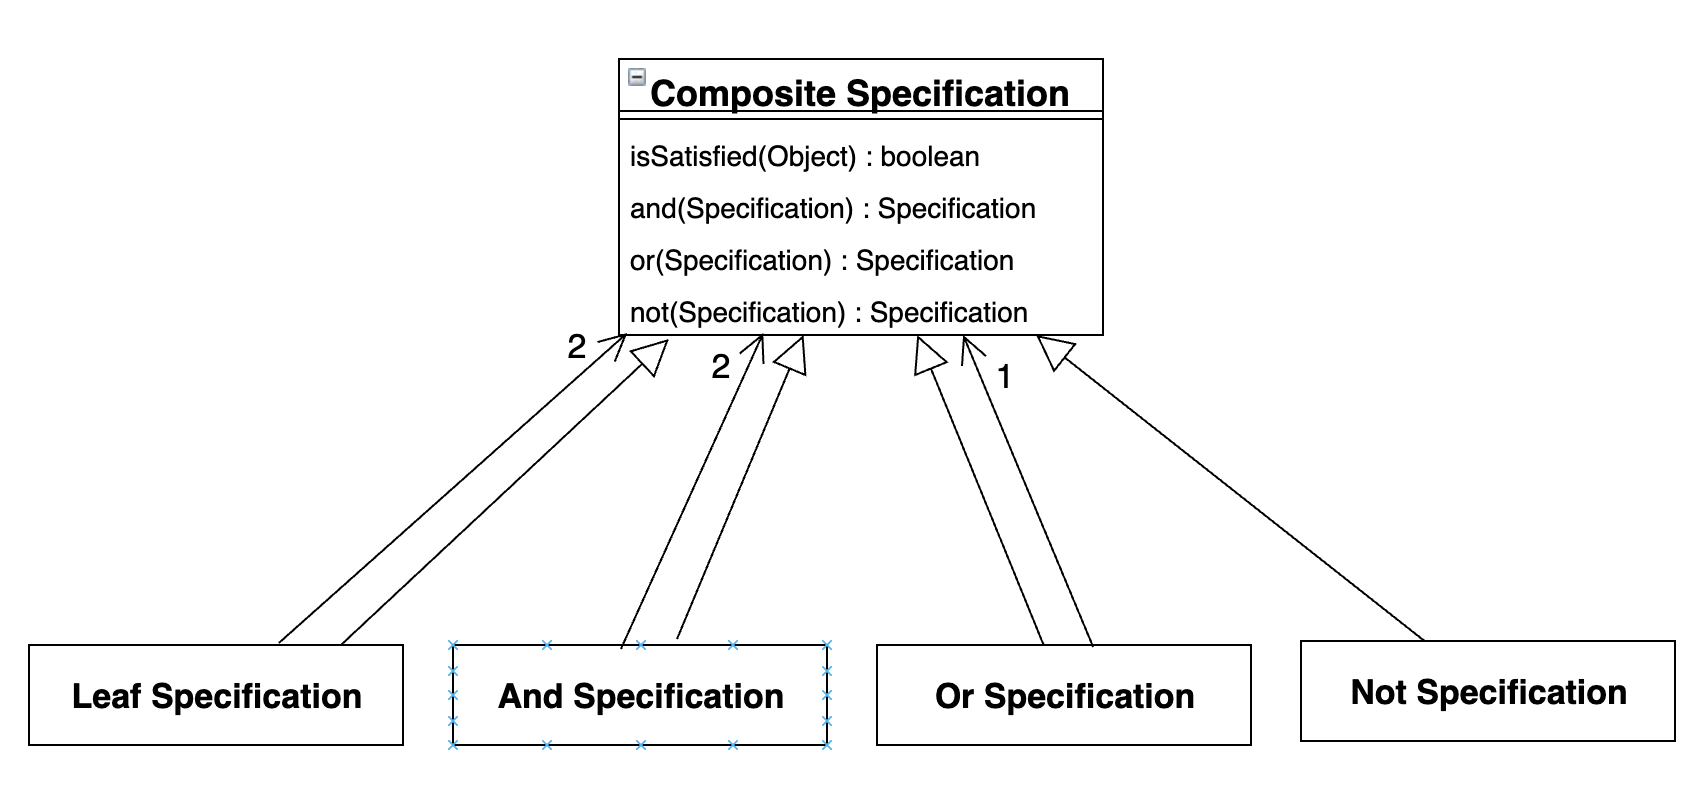 Composite Specification
isSatisfied(Object) : boolean
and(Specification) : Specification
or(Specification) : Specification
not(Specification) : Specification
2
2
1
Leaf Specification
And Specification
Or Specification
Not Specification